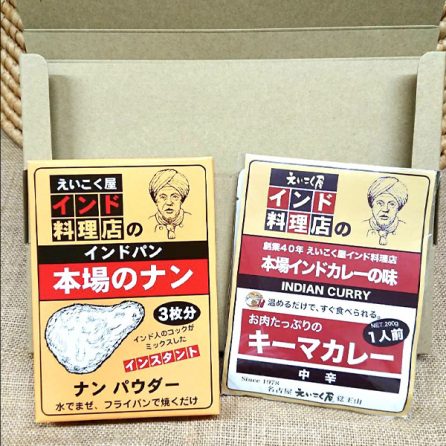 えいこく屋
インド
料理店の
インドパン
本場のナン
3枚分
インド人のコックが
ミックスした
インスタント
ナン パウダー
水でまぜ、フライパンで焼くだけ
えいこく屋
インド
料理店の
創業40年 えいこく屋インド料理店
本場インドカレーの味
INDIAN CURRY
温めるだけで、すぐ食べられる。
お肉たっぷりの
NET 200g
1人前
キーマカレー
中辛
Since 1978
名古屋 えいこく屋 覚王山